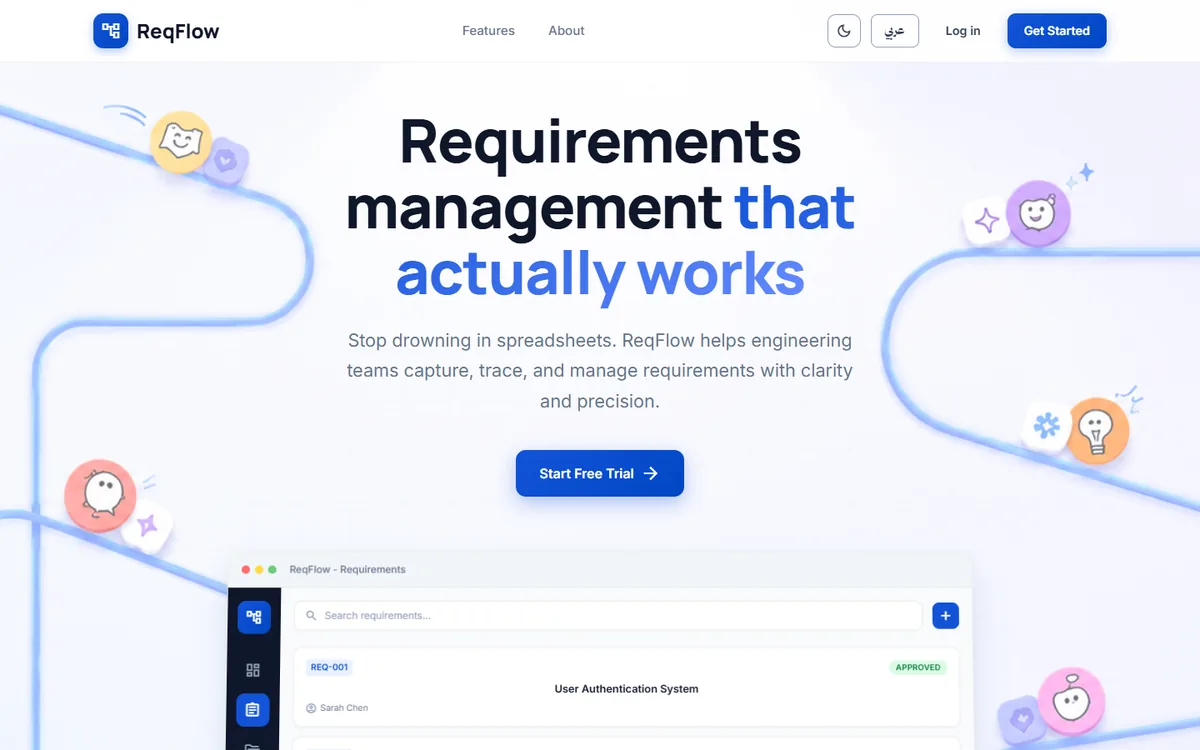 ReqFlow
Features
About
عربي
Log in
Get Started
Requirements
management that
actually works
Stop drowning in spreadsheets. ReqFlow helps engineering
teams capture, trace, and manage requirements with clarity
and precision.
Start Free Trial
ReqFlow - Requirements
Search requirements...
REQ-001
APPROVED
User Authentication System
Sarah Chen